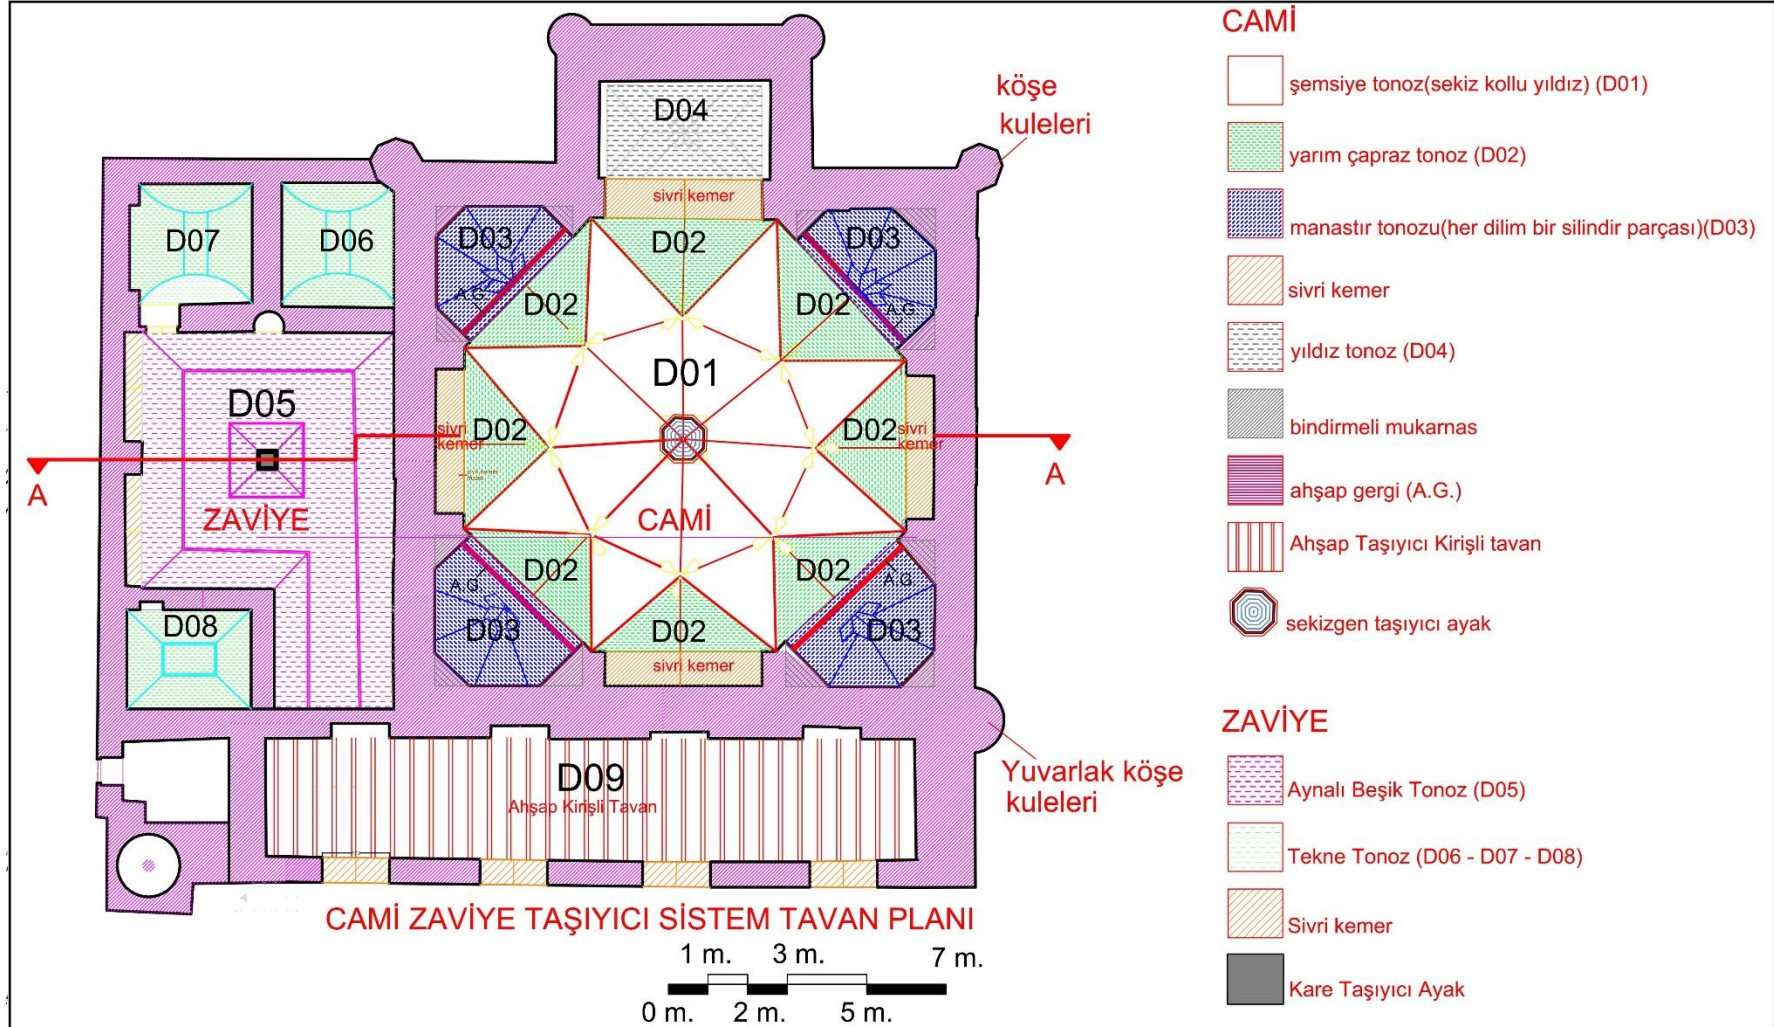 D04
köşe
kuleleri
sivri kemer
D07
D06
D03
D02
D03
A.G.
D02
D02
A.G.
D01
D05
sivri
kemer
D02
D02
sivri
kemer
A
A
ZAVİYE
CAMİ
D02
D02
A.G.
A.G.
D08
D03
D02
D03
sivri kemer
D09
Ahşap Kirişli Tavan
Yuvarlak köşe
kuleleri
CAMİ ZAVİYE TAŞIYICI SİSTEM TAVAN PLANI
1 m. 3 m. 7 m.
0 m. 2 m. 5 m.
CAMİ
şemsiye tonoz(sekiz kollu yıldız) (D01)
yarım çapraz tonoz (D02)
manastır tonozu(her dilim bir silindir parçası)(D03)
sivri kemer
yıldız tonoz (D04)
bindirmeli mukarnas
ahşap gergi (A.G.)
Ahşap Taşıyıcı Kirişli tavan
sekizgen taşıyıcı ayak
ZAVİYE
Aynalı Beşik Tonoz (D05)
Tekne Tonoz (D06 - D07 - D08)
Sivri kemer
Kare Taşıyıcı Ayak